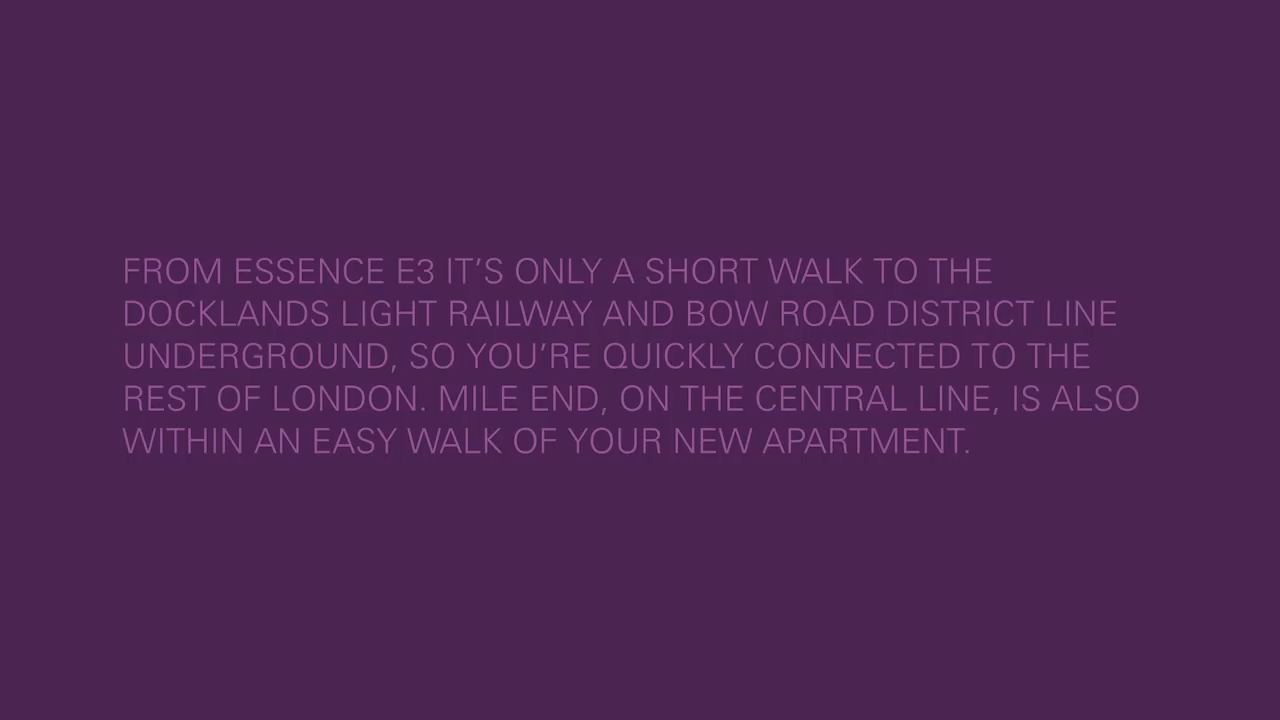 FROM ESSENCE E3 IT’S ONLY A SHORT WALK TO THE
DOCKLANDS LIGHT RAILWAY AND BOW ROAD DISTRICT LINE
UNDERGROUND, SO YOU’RE QUICKLY CONNECTED TO THE
REST OF LONDON. MILE END, ON THE CENTRAL LINE, IS ALSO
WITHIN AN EASY WALK OF YOUR NEW APARTMENT.